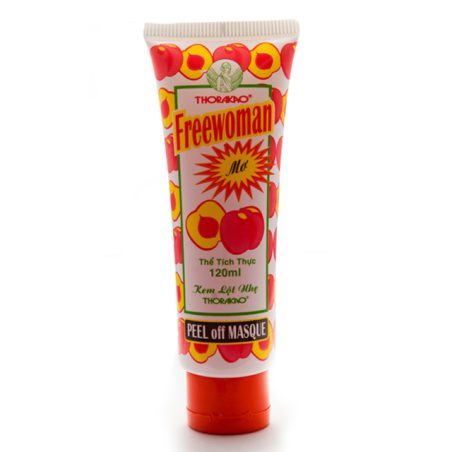 THORAKAO®
Freewoman
Mơ
Thể Tích Thực
120ml
Kem Lột Nhẹ
THORAKAO®
PEEL off MASQUE